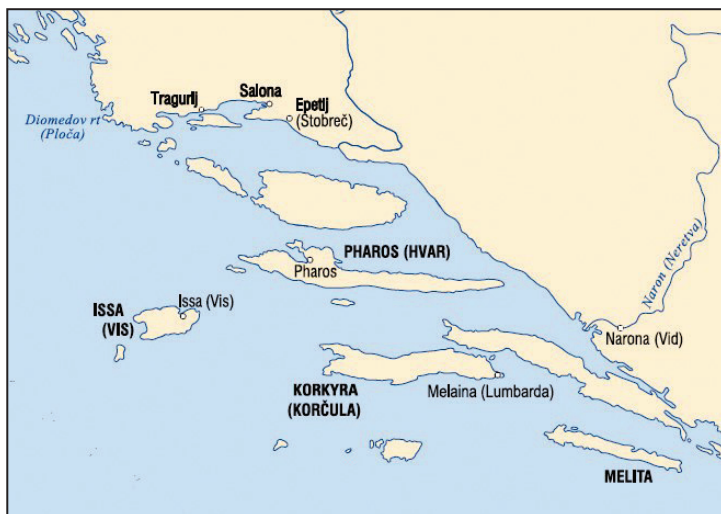 Salona
Tragurij
Epetij
(Stobreč)
Diomedov rt
(Ploča)
PHAROS (HVAR)
Pharos
Naron (Neretva)
ISSA
(VIS)
Issa (Vis)
Narona (Vid)
KORKYRA
(KORČULA)
Melaina (Lumbarda)
MELITA